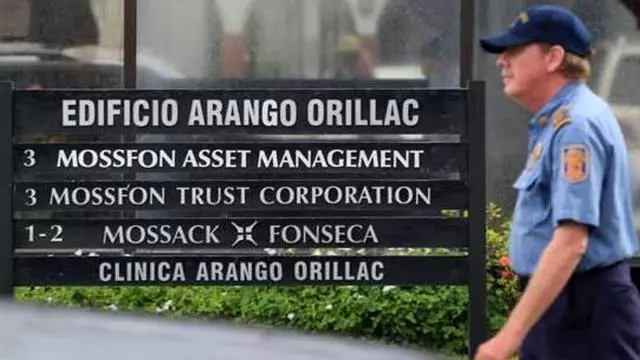 EDIFICIO ARANGO ORILLAC
3 MOSSFON ASSET MANAGEMENT
3 MOSSFON TRUST CORPORATION
1-2 MOSSACK FONSECA
CLINICA ARANGO ORILLAC